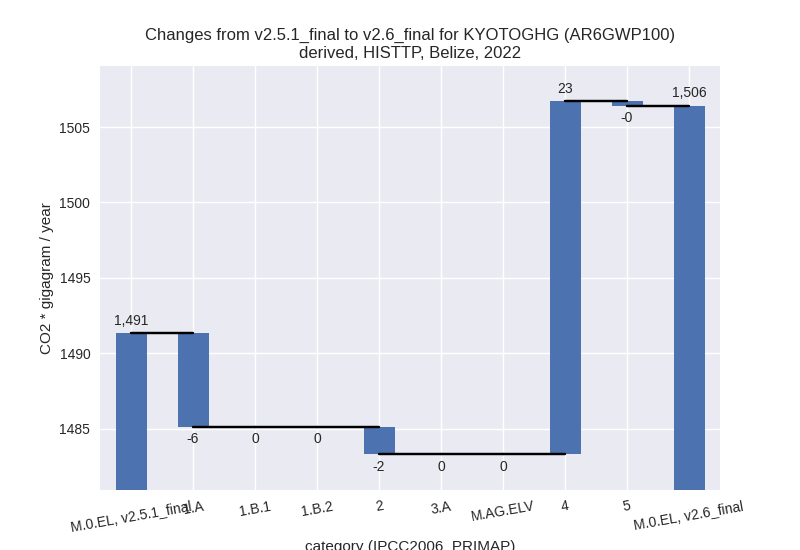 Changes from v2.5.1_final to v2.6_final for KYOTOGHG (AR6GWP100)
derived, HISTTP, Belize, 2022
CO2 * gigagram / year
1505
1500
1495
1490
1485
1,491
-6
0
0
-2
0
0
23
-0
1,506
M.0.EL, v2.5.1_final
1.A
1.B.1
1.B.2
2
3.A
M.AG.ELV
4
5
M.0.EL, v2.6_final
category (IPCC2006_PRIMAP)